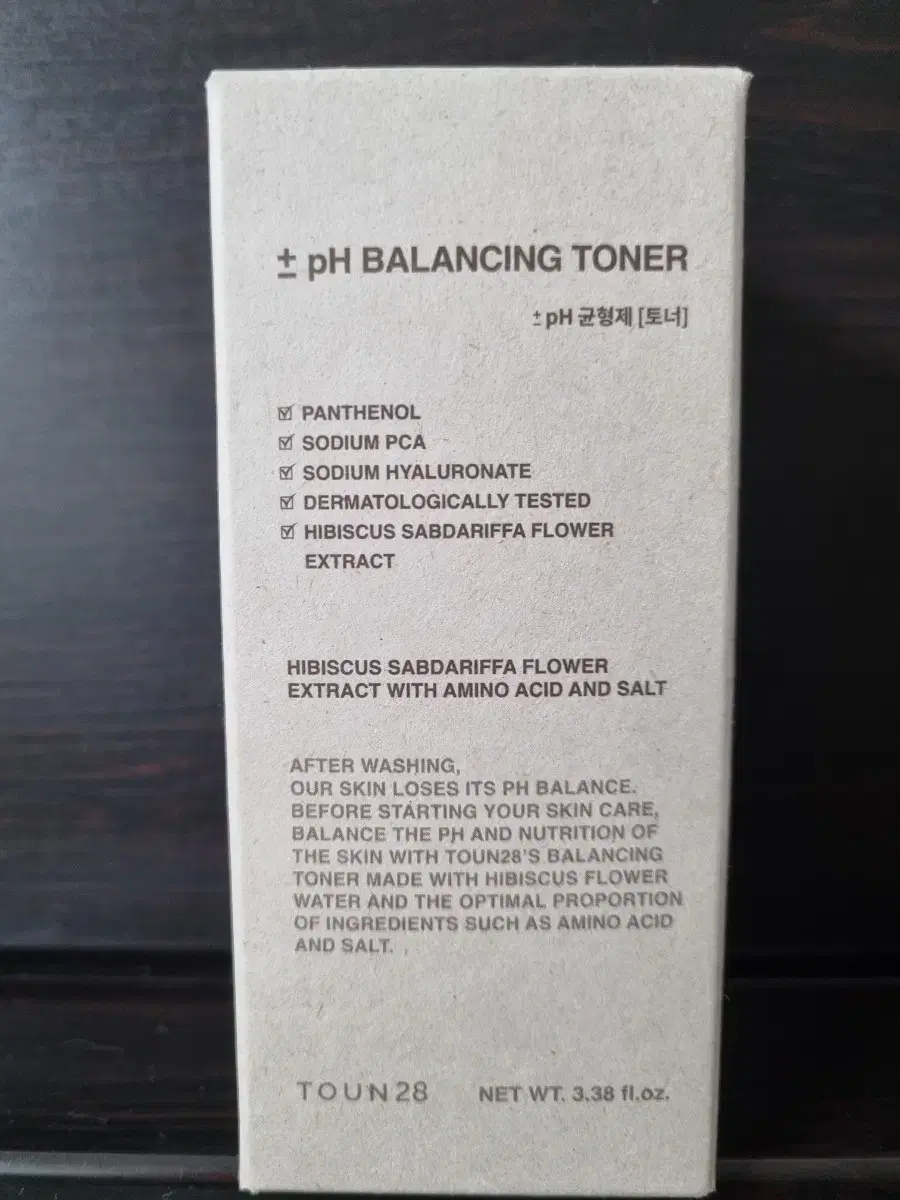 ± pH BALANCING TONER
± pH 균형제 [토너]
☑ PANTHENOL
☑ SODIUM PCA
☑ SODIUM HYALURONATE
☑ DERMATOLOGICALLY TESTED
☑ HIBISCUS SABDARIFFA FLOWER
EXTRACT
HIBISCUS SABDARIFFA FLOWER
EXTRACT WITH AMINO ACID AND SALT
AFTER WASHING,
OUR SKIN LOSES ITS PH BALANCE.
BEFORE STARTING YOUR SKIN CARE,
BALANCE THE PH AND NUTRITION OF
THE SKIN WITH TOUN28'S BALANCING
TONER MADE WITH HIBISCUS FLOWER
WATER AND THE OPTIMAL PROPORTION
OF INGREDIENTS SUCH AS AMINO ACID
AND SALT.
TOUN28 NET WT. 3.38 fl.oz.